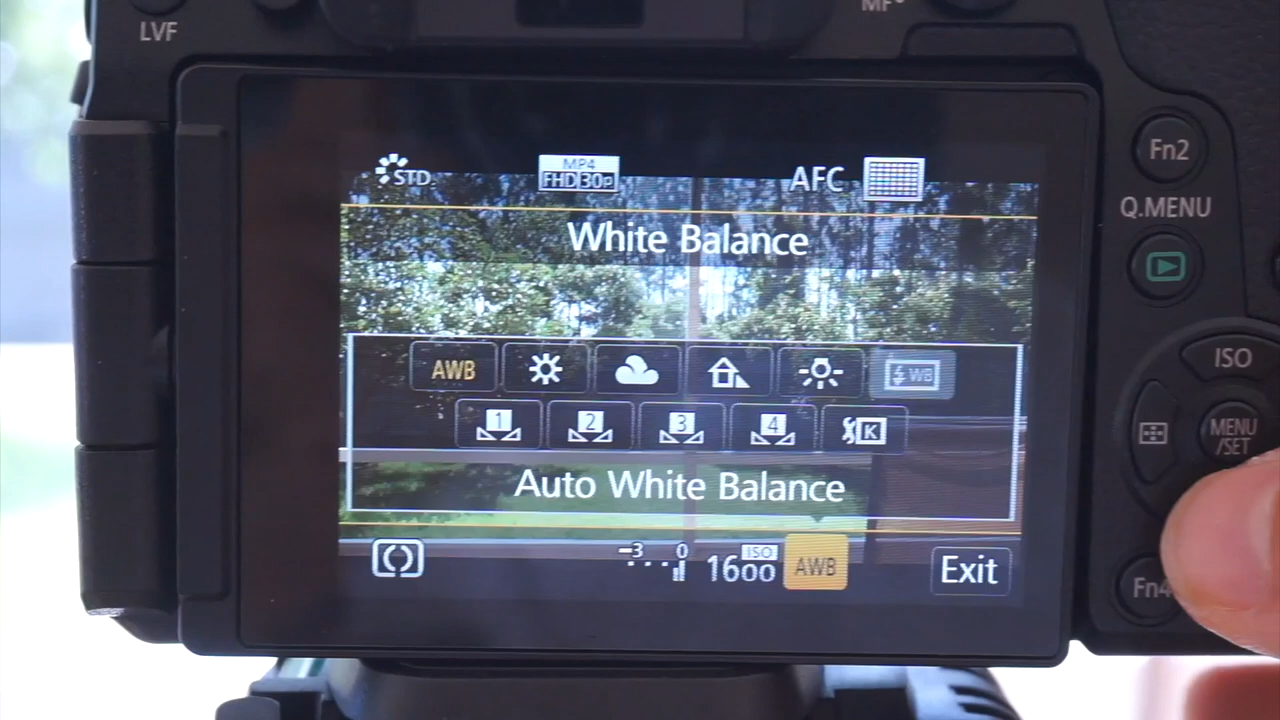 LVF
MF
Fn2
Q.MENU
ISO
MENU
/SET
Fn4
STD
MP4
FHD 30p
AFC
White Balance
AWB
WB
1 2 3 4 K
Auto White Balance
-3 0
ISO
1600
AWB
Exit